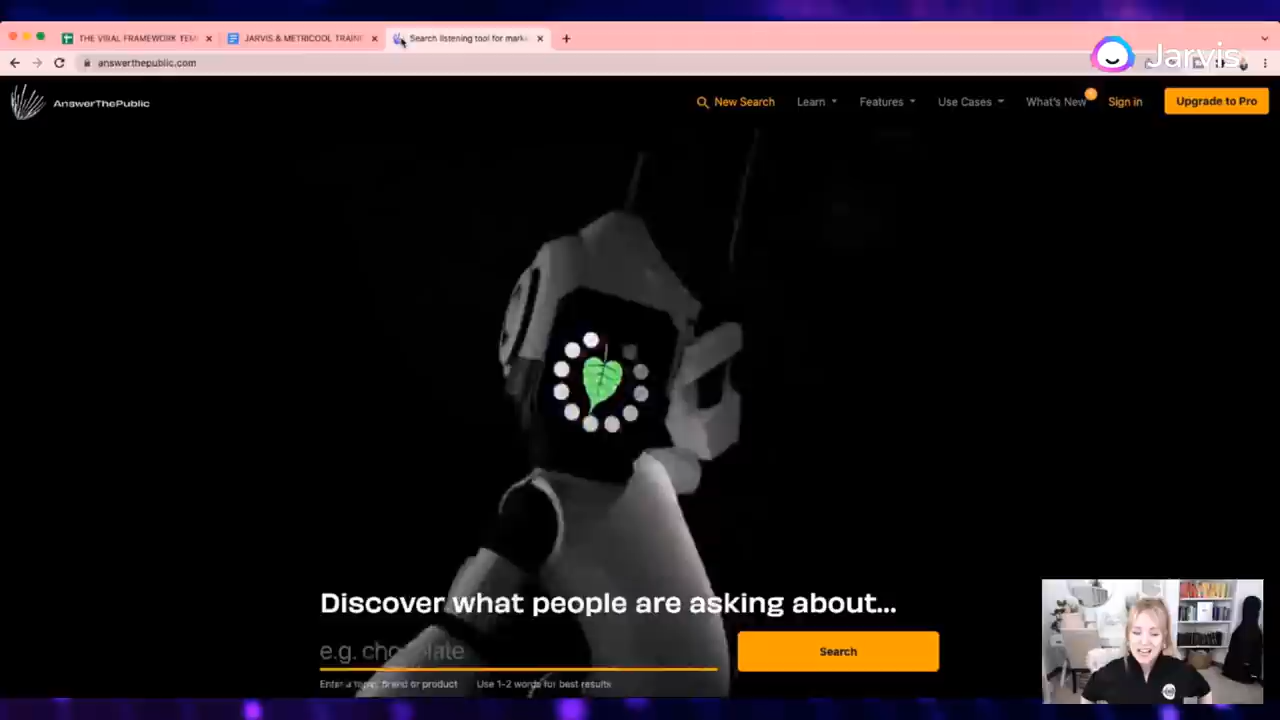 THE VIRAL FRAMEWORK TEM
JARVIS & METRICOOL TRAIN
Search listening tool for mark
answerthepublic.com
Jarvis
AnswerThePublic
New Search
Learn
Features
Use Cases
What's New
Sign in
Upgrade to Pro
Discover what people are asking about...
e.g. chocolate
Search
Enter a topic, brand or product
Use 1-2 words for best results